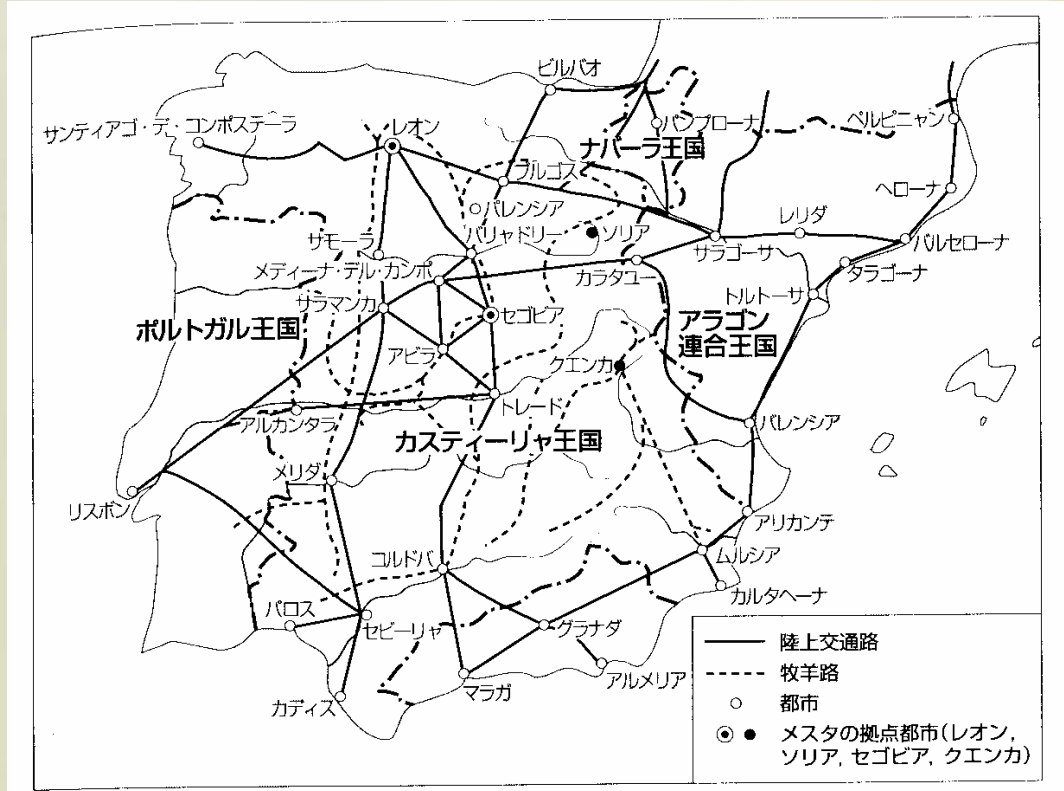 ビルバオ
サンティアゴ・デ・コンポステーラ
レオン
パンプローナ
ペルピニャン
ナバーラ王国
ブルゴス
ヘローナ
パレンシア
レリダ
サモーラ
バリャドリー
ソリア
サラゴーサ
バルセローナ
メディーナ・デル・カンポ
カラタユー
タラゴーナ
サラマンカ
トルトーサ
ポルトガル王国
セゴビア
アラゴン
連合王国
アビラ
クエンカ
トレード
アルカンタラ
バレンシア
カスティーリャ王国
メリダ
リスボン
アリカンテ
コルドバ
ムルシア
カルタヘーナ
パロス
セビーリャ
グラナダ
アルメリア
マラガ
カディス
陸上交通路
牧羊路
都市
メスタの拠点都市(レオン,
ソリア, セゴビア, クエンカ)